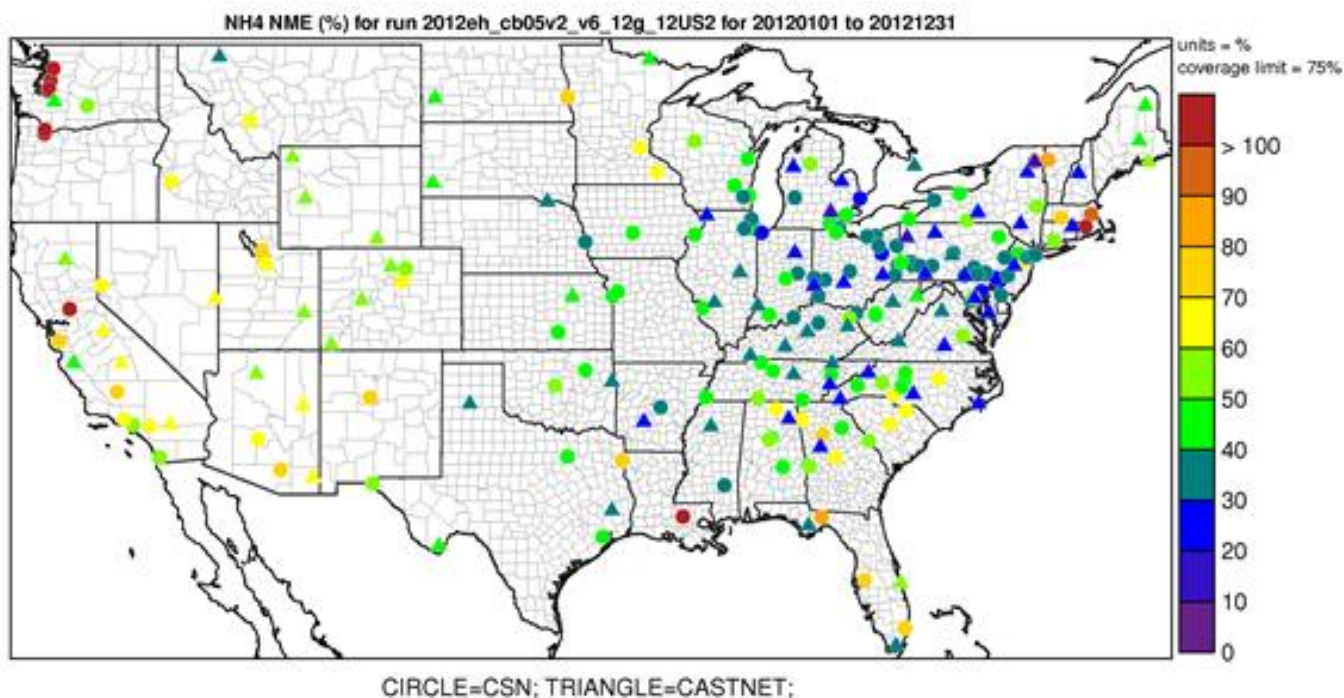 NH4 NME (%) for run 2012eh_cb05v2_v6_12g_12US2 for 20120101 to 20121231
units = %
coverage limit = 75%
> 100
90
80
70
60
50
40
30
20
10
0
CIRCLE=CSN; TRIANGLE=CASTNET;